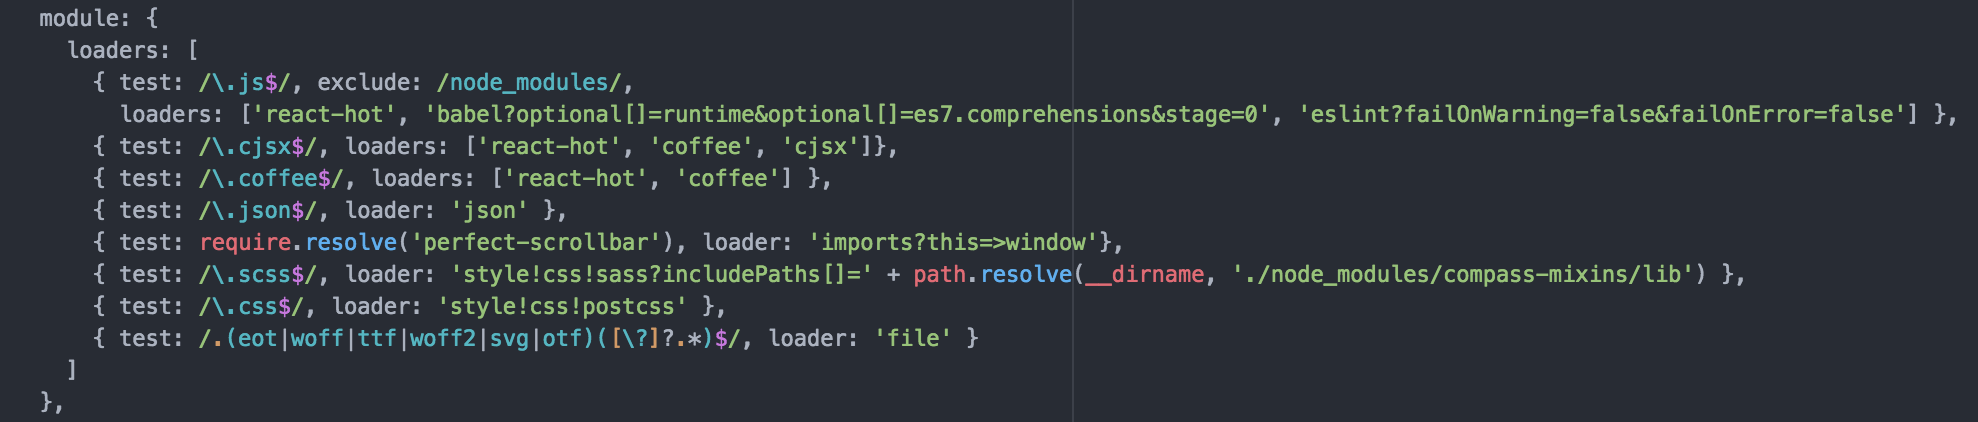 module: {
loaders: [
{ test: /\.js$/, exclude: /node_modules/,
loaders: ['react-hot', 'babel?optional[]=runtime&optional[]=es7.comprehensions&stage=0', 'eslint?failOnWarning=false&failOnError=false'] },
{ test: /\.cjsx$/, loaders: ['react-hot', 'coffee', 'cjsx']},
{ test: /\.coffee$/, loaders: ['react-hot', 'coffee'] },
{ test: /\.json$/, loader: 'json' },
{ test: require.resolve('perfect-scrollbar'), loader: 'imports?this=>window'},
{ test: /\.scss$/, loader: 'style!css!sass?includePaths[]=' + path.resolve(__dirname, './node_modules/compass-mixins/lib') },
{ test: /\.css$/, loader: 'style!css!postcss' },
{ test: /.(eot|woff|ttf|woff2|svg|otf)([\?]?.*)$/, loader: 'file' }
]
},